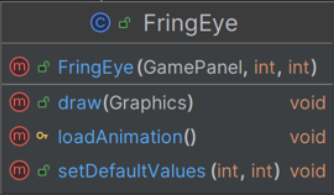 FringEye
FringEye(GamePanel, int, int)
draw(Graphics) void
loadAnimation() void
setDefaultValues(int, int) void